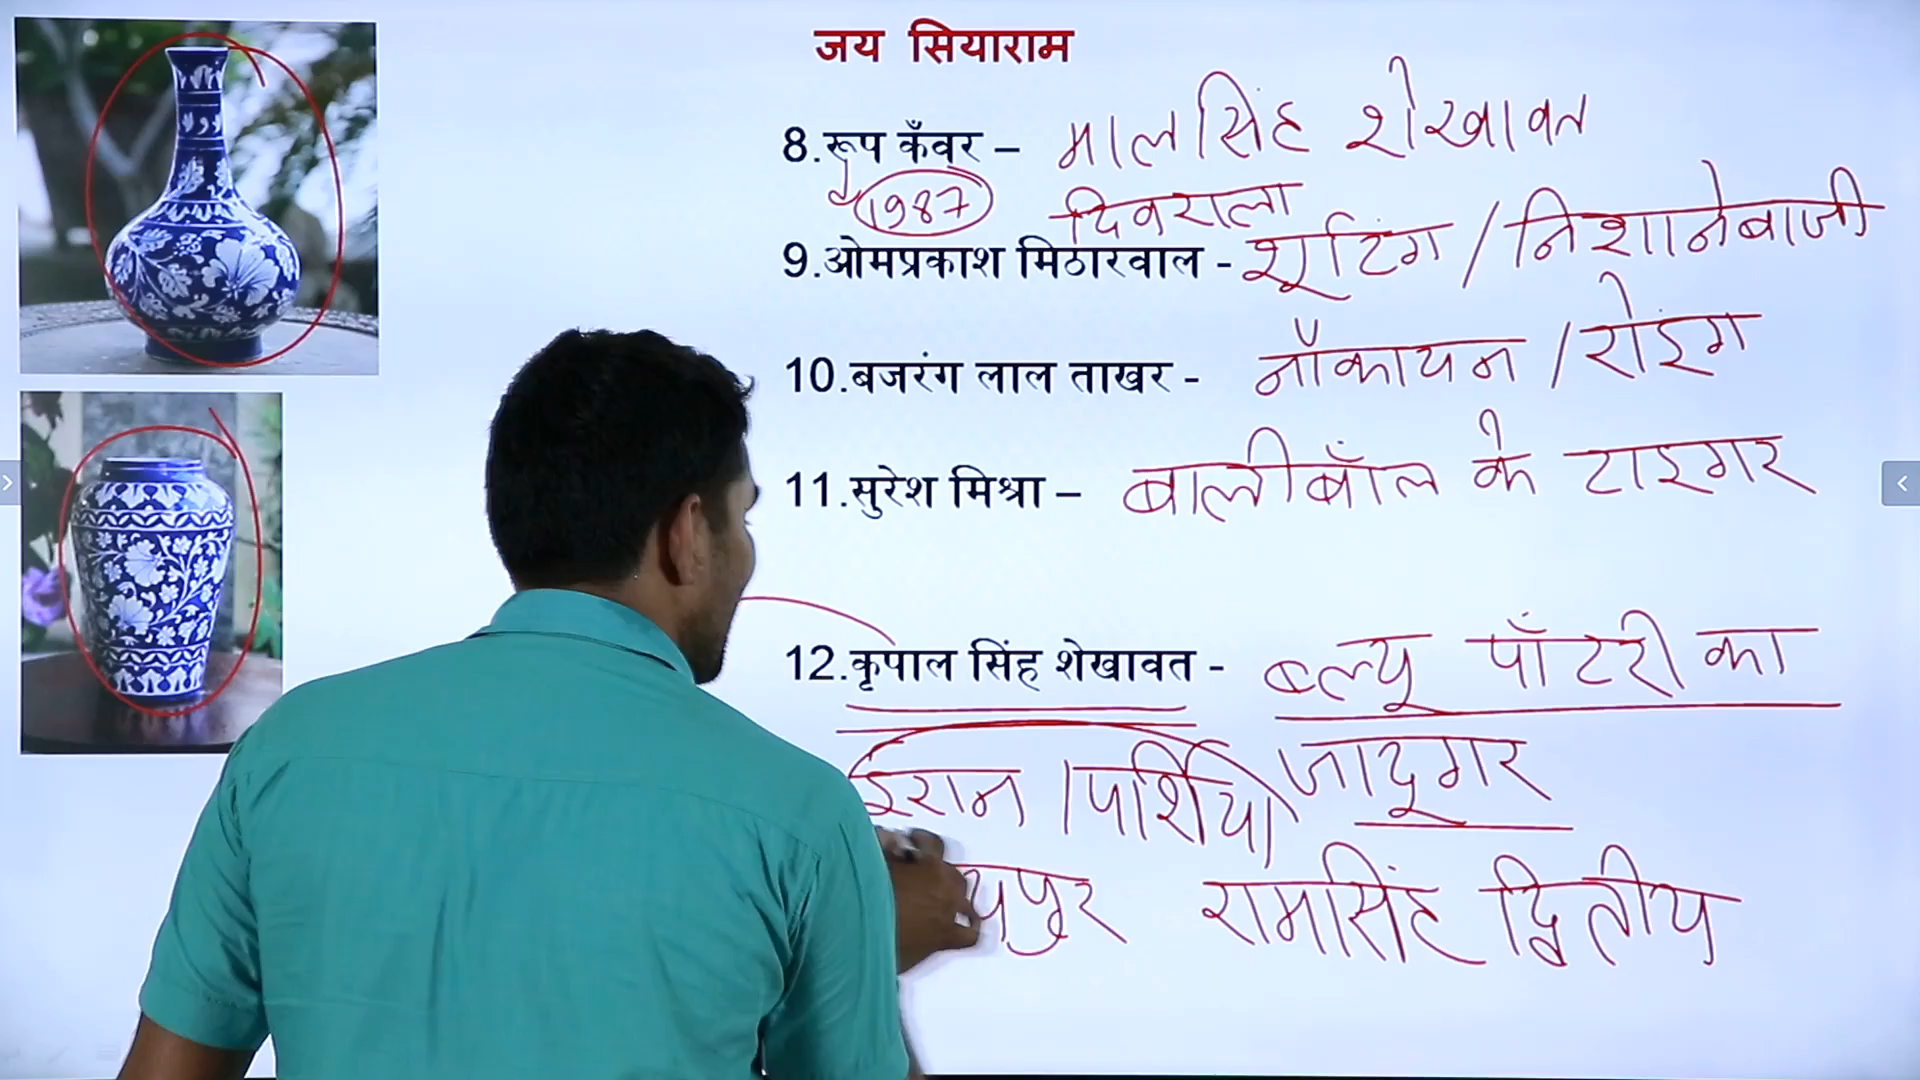 जय सियाराम
8.रूप कँवर – मालसिंह शेखावत
1987 दिवराला
9.ओमप्रकाश मिठारवाल - शूटिंग / निशानेबाजी
10.बजरंग लाल ताखर - नौकायन / रोइंग
11.सुरेश मिश्रा – बालीबॉल के टाइगर
12.कृपाल सिंह शेखावत - ब्ल्यू पॉटरी का
ईरान / पर्शिया जादूगर
रामसिंह द्वितीय